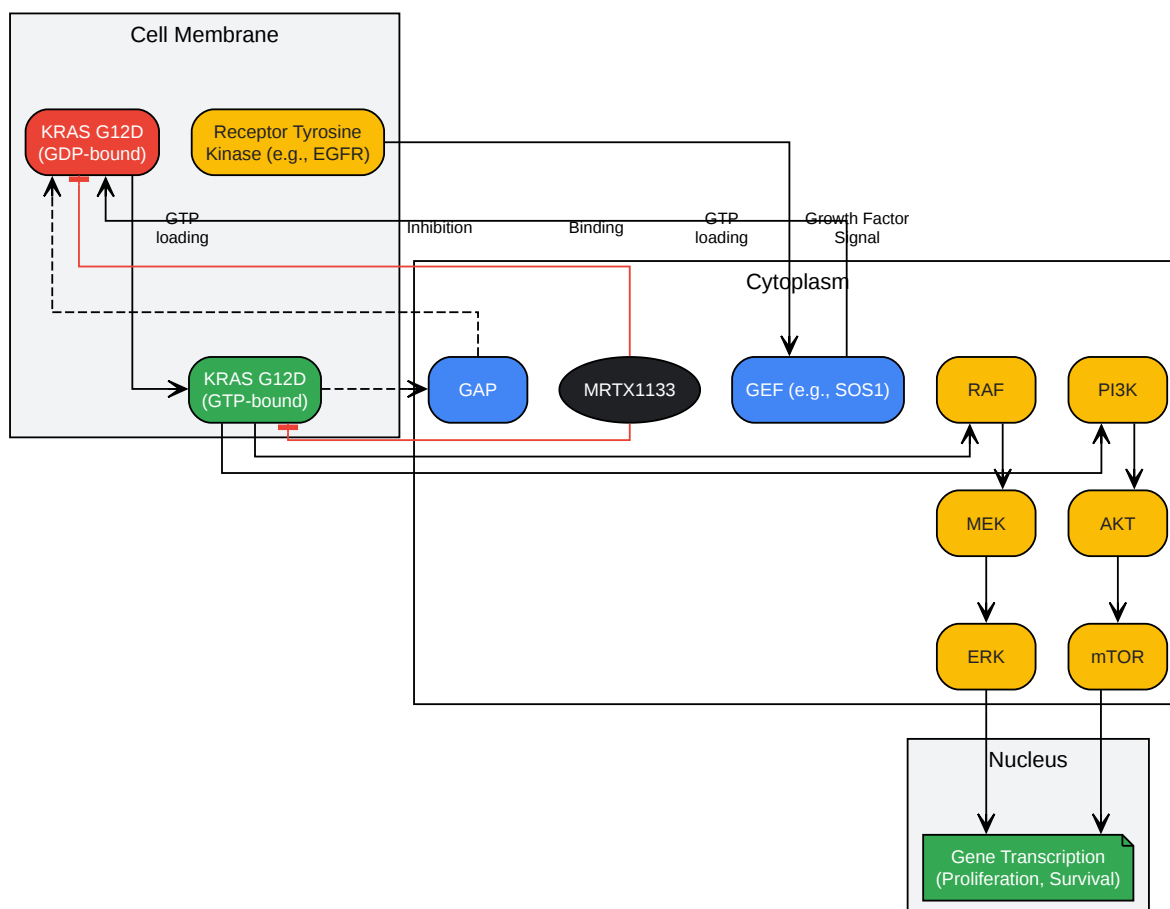 Cell Membrane
KRAS G12D
(GDP-bound)
Receptor Tyrosine
Kinase (e.g., EGFR)
GTP
loading
Inhibition
Binding
GTP
loading
Growth Factor
Signal
Cytoplasm
KRAS G12D
(GTP-bound)
GAP
MRTX1133
GEF (e.g., SOS1)
RAF
PI3K
MEK
AKT
ERK
mTOR
Nucleus
Gene Transcription
(Proliferation, Survival)